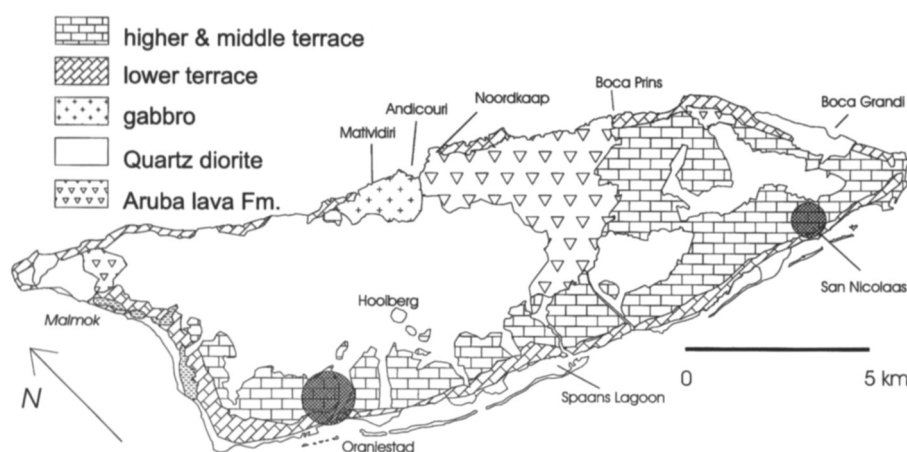 higher & middle terrace
lower terrace
gabbro
Quartz diorite
Aruba lava Fm.
Matividiri
Andicouri
Noordkaap
Boca Prins
Boca Grandi
Malmok
Hooiberg
San Nicolaas
N
0 5 km
Spaans Lagoon
Oranjestad